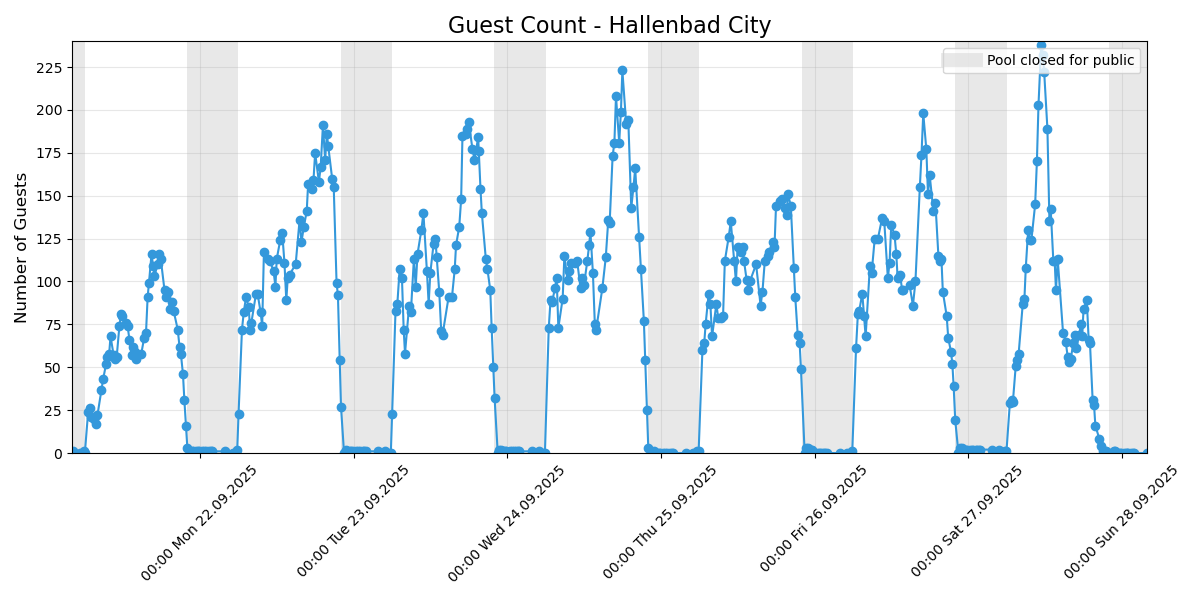 Guest Count - Hallenbad City
Pool closed for public
Number of Guests
225
200
175
150
125
100
75
50
25
0
00:00 Mon 22.09.2025
00:00 Tue 23.09.2025
00:00 Wed 24.09.2025
00:00 Thu 25.09.2025
00:00 Fri 26.09.2025
00:00 Sat 27.09.2025
00:00 Sun 28.09.2025